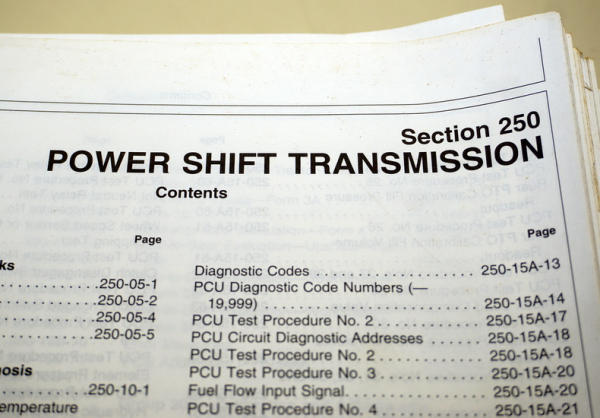 Section 250
POWER SHIFT TRANSMISSION
Contents
Page
ks
.250-05-1
.250-05-2
.250-05-4
.250-05-5
nosis
.250-10-1
emperature
Page
Diagnostic Codes . . . . . . . . . . . . . . . . . 250-15A-13
PCU Diagnostic Code Numbers (—
19,999) . . . . . . . . . . . . . . . . . . . . . . . 250-15A-14
PCU Test Procedure No. 2 . . . . . . . . . . 250-15A-17
PCU Circuit Diagnostic Addresses 250-15A-18
PCU Test Procedure No. 2 . . . . . . . . . . 250-15A-18
PCU Test Procedure No. 3 . . . . . . . . . . 250-15A-20
Fuel Flow Input Signal. . . . . . . . . . . . . . 250-15A-20
PCU Test Procedure No. 4 . . . . . . . . . . 250-15A-21